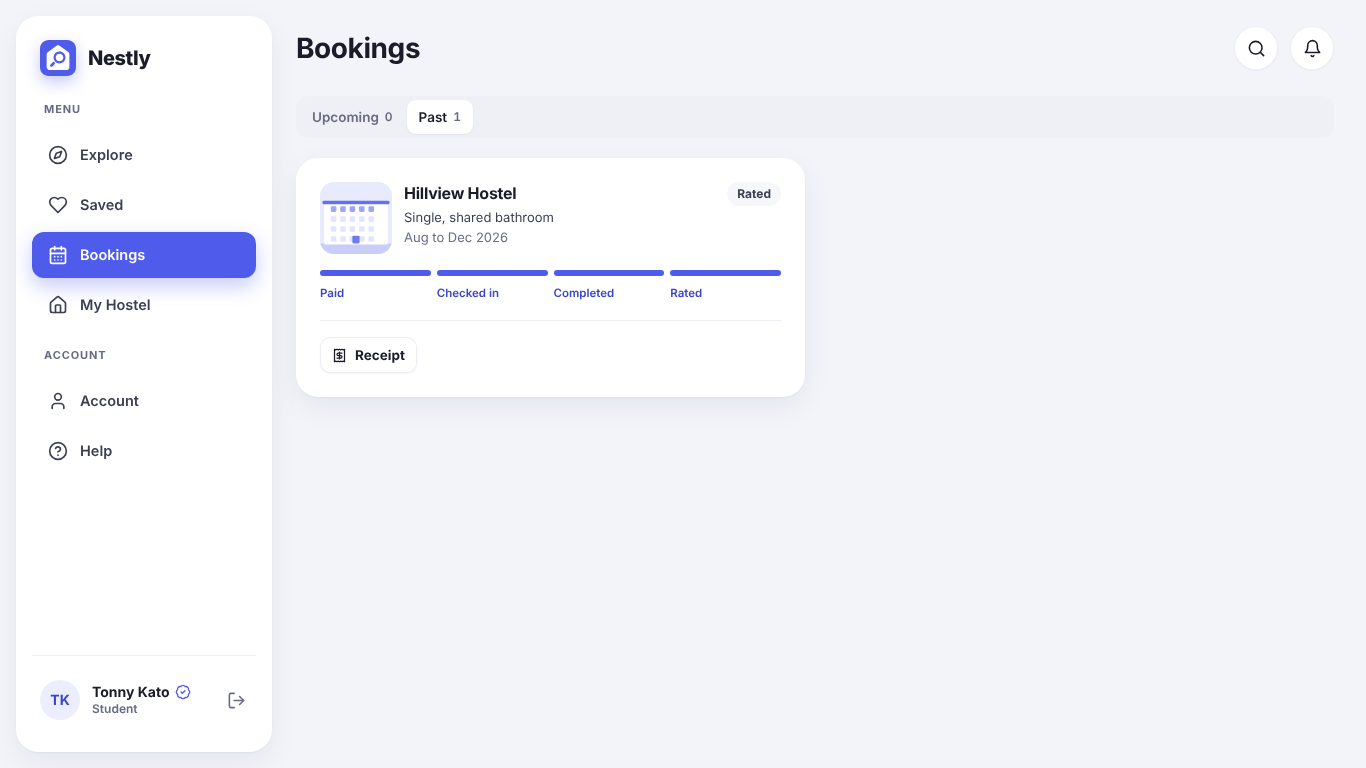 Nestly
MENU
Explore
Saved
Bookings
My Hostel
ACCOUNT
Account
Help
TK
Tonny Kato
Student
Bookings
Upcoming 0
Past 1
Hillview Hostel
Rated
Single, shared bathroom
Aug to Dec 2026
Paid
Checked in
Completed
Rated
Receipt